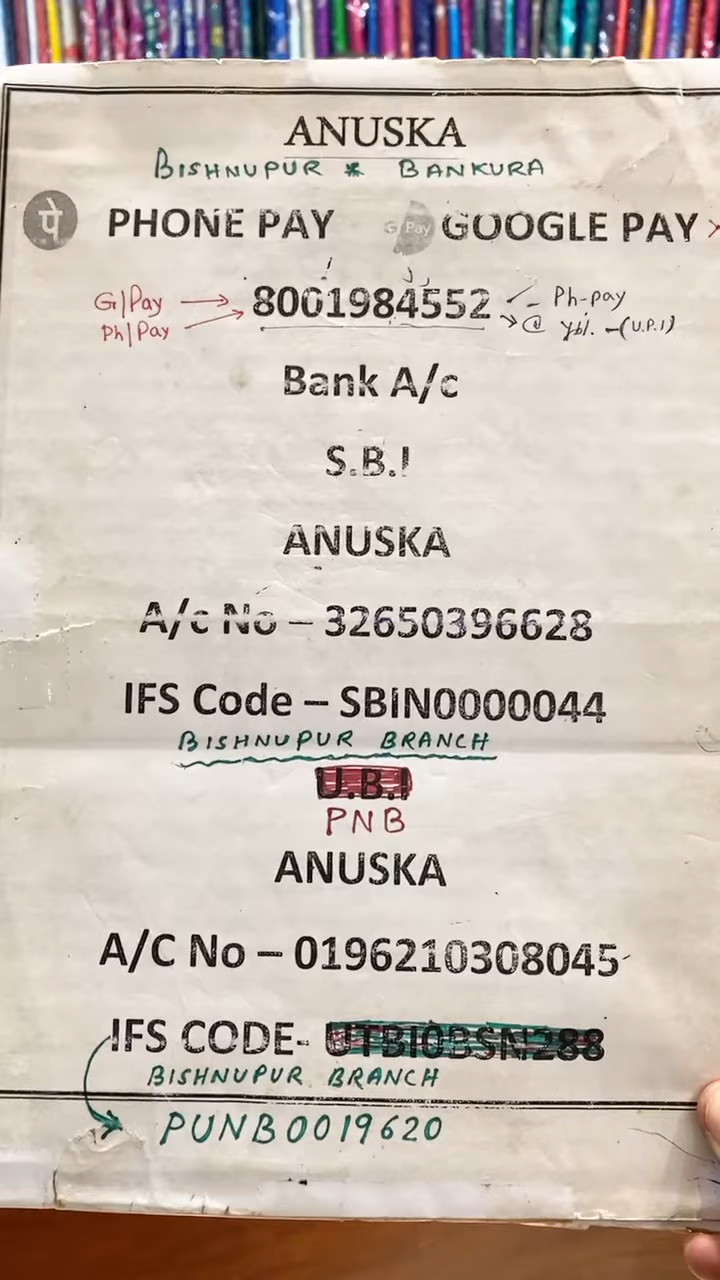 ANUSKA
BISHNUPUR * BANKURA
पे PHONE PAY G Pay GOOGLE PAY
G/Pay → 8001984552 - Ph-pay
Ph/Pay → @ ybl. -(U.P.I)
Bank A/c
S.B.I
ANUSKA
A/c No – 32650396628
IFS Code – SBIN0000044
BISHNUPUR BRANCH
U.B.I
PNB
ANUSKA
A/C No – 0196210308045
IFS CODE- UTBI0BSN288
BISHNUPUR BRANCH
PUNB0019620